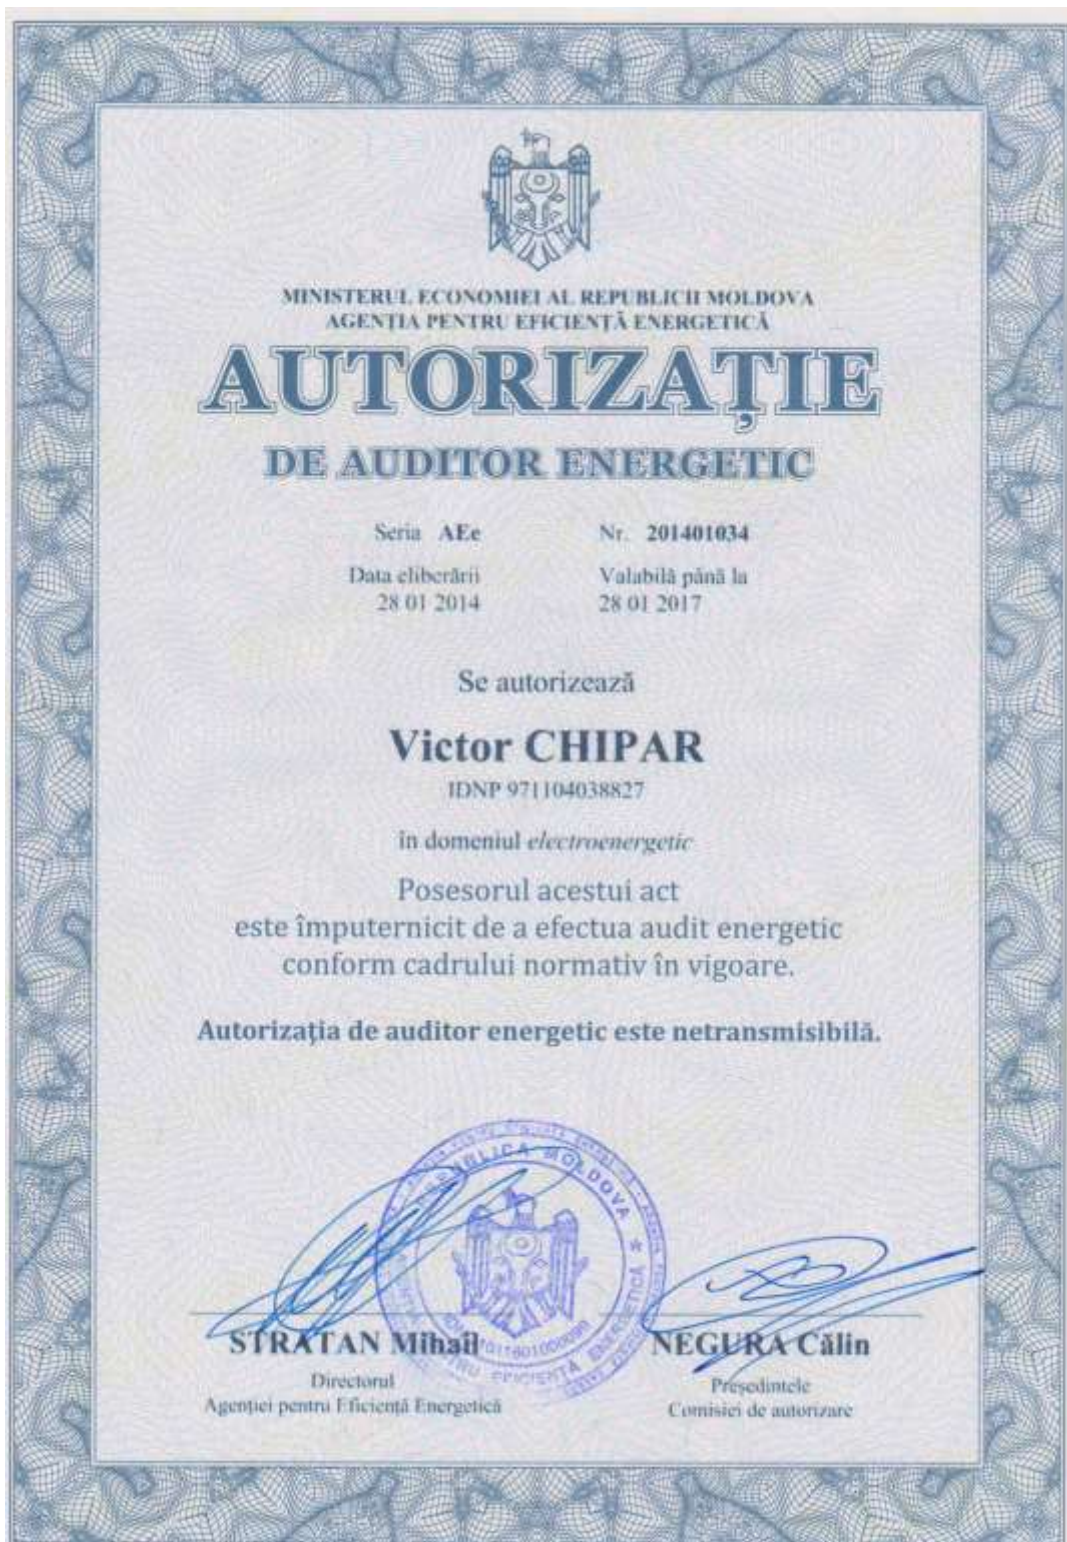 MINISTERUL ECONOMIEI AL REPUBLICII MOLDOVA
AGENȚIA PENTRU EFICIENȚĂ ENERGETICĂ
AUTORIZAȚIE
DE AUDITOR ENERGETIC
Seria AEe Nr. 201401034
Data eliberării Valabilă până la
28 01 2014 28 01 2017
Se autorizează
Victor CHIPAR
IDNP 971104038827
în domeniul electroenergetic
Posesorul acestui act
este împuternicit de a efectua audit energetic
conform cadrului normativ în vigoare.
Autorizația de auditor energetic este netransmisibilă.
REPUBLICA MOLDOVA
PENTRU EFICIENȚĂ ENERGETICĂ
STRATAN Mihail NEGURA Călin
Directorul Președintele
Agenției pentru Eficiență Energetică Comisiei de autorizare